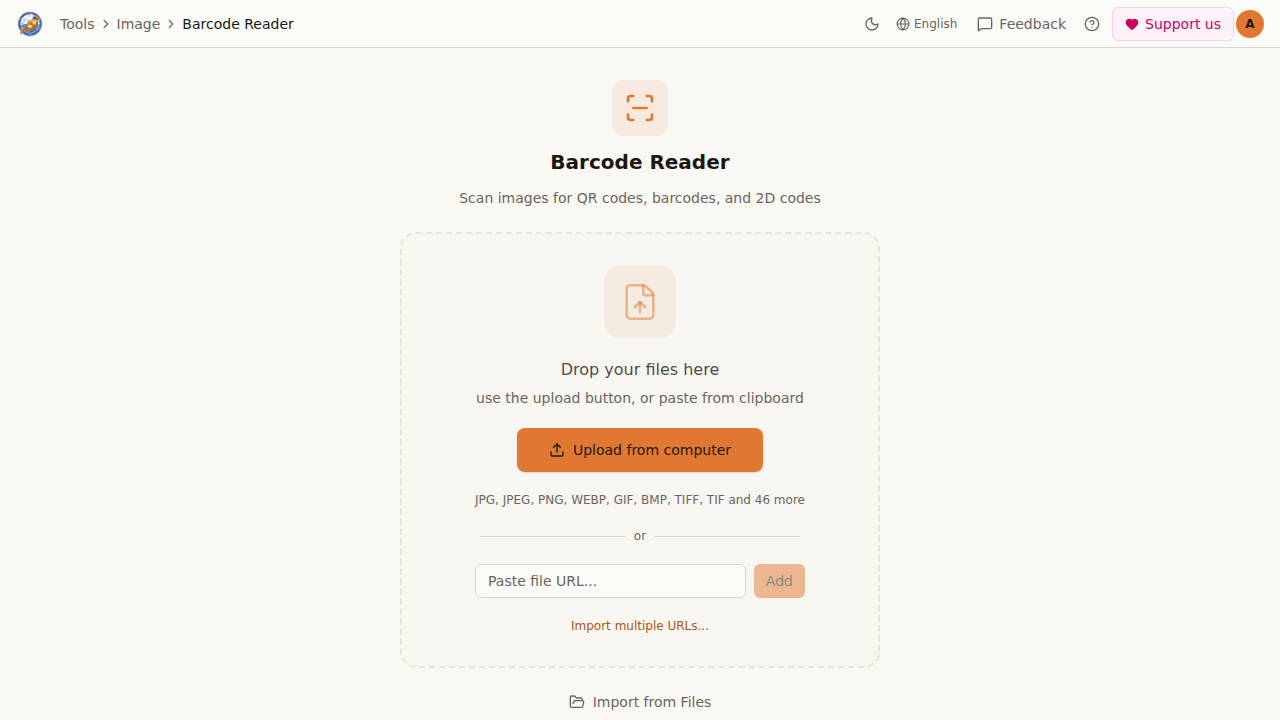 Tools > Image > Barcode Reader
English
Feedback
Support us
A
Barcode Reader
Scan images for QR codes, barcodes, and 2D codes
Drop your files here
use the upload button, or paste from clipboard
Upload from computer
JPG, JPEG, PNG, WEBP, GIF, BMP, TIFF, TIF and 46 more
or
Paste file URL...
Add
Import multiple URLs...
Import from Files